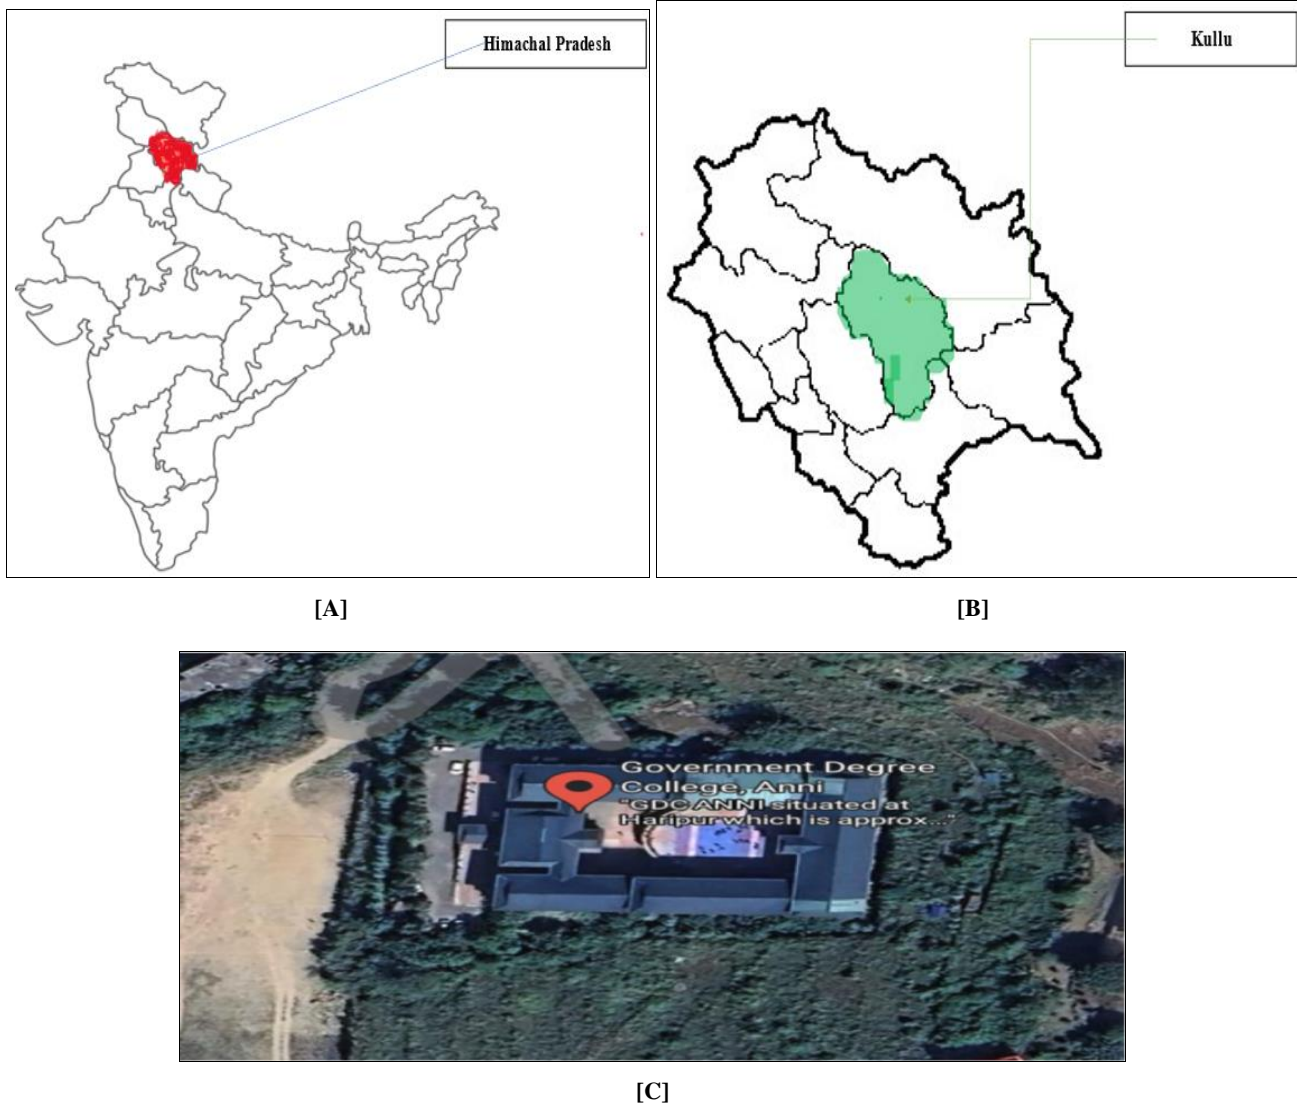 Himachal Pradesh
Kullu
[A]
[B]
Government Degree
College, Anni
"GDC ANNI situated at
Haripur which is approx..."
[C]